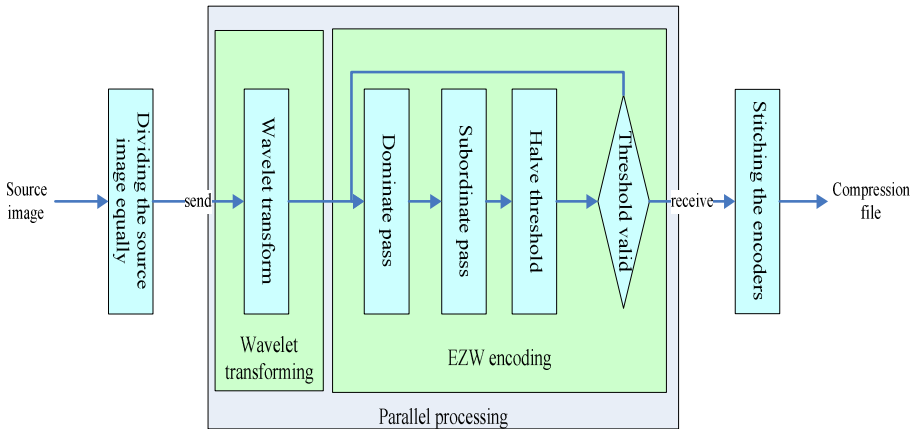 Source
image
Dividing the source
image equally
send
Wavelet transform
Wavelet
transforming
Dominate pass
Subordinate pass
Halve threshold
Threshold valid
EZW encoding
Parallel processing
receive
Stitching the encoders
Compression
file